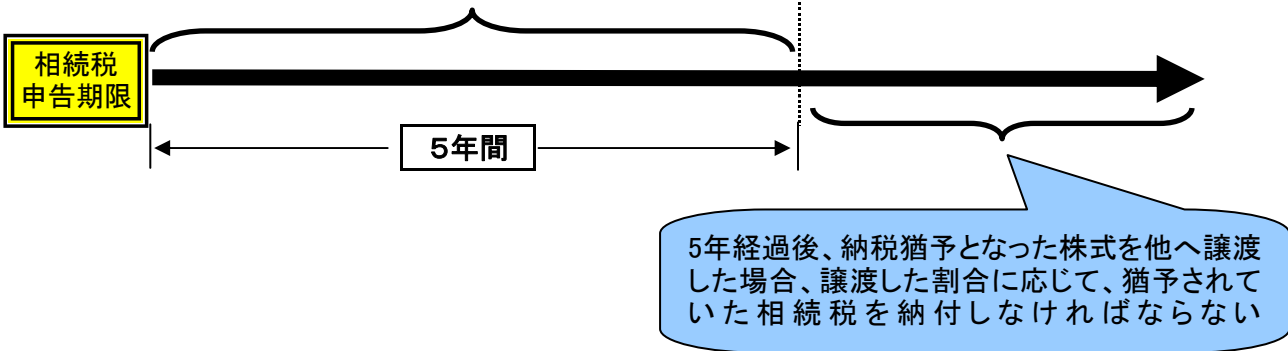 相続税
申告期限
５年間
5年経過後、納税猶予となった株式を他へ譲渡
した場合、譲渡した割合に応じて、猶予されて
いた相続税を納付しなければならない